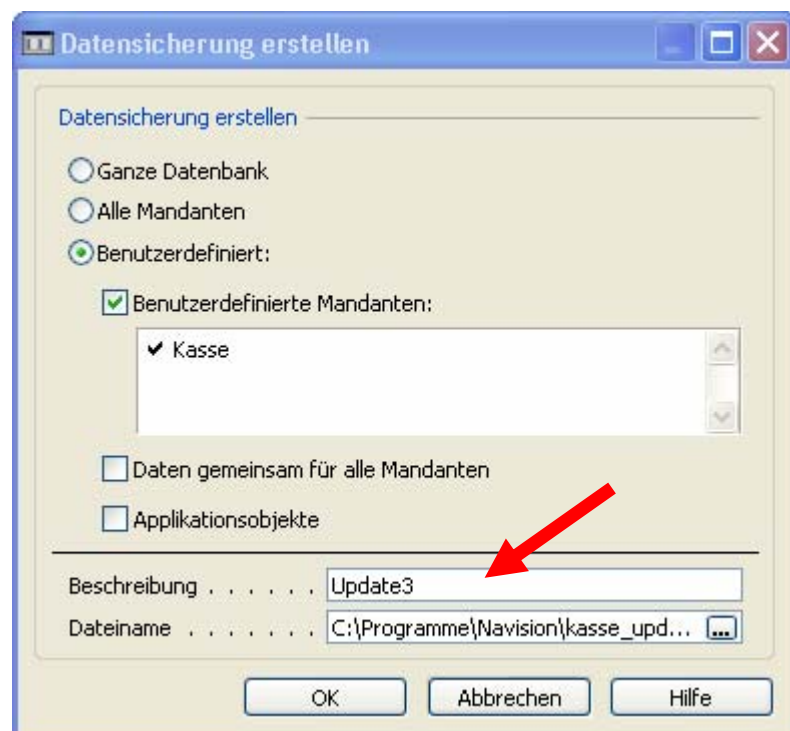 Datensicherung erstellen
Datensicherung erstellen
Ganze Datenbank
Alle Mandanten
Benutzerdefiniert:
Benutzerdefinierte Mandanten:
Kasse
Daten gemeinsam für alle Mandanten
Applikationsobjekte
Beschreibung . . . . . . Update3
Dateiname . . . . . . . C:\Programme\Navision\kasse_upd... ...
OK Abbrechen Hilfe